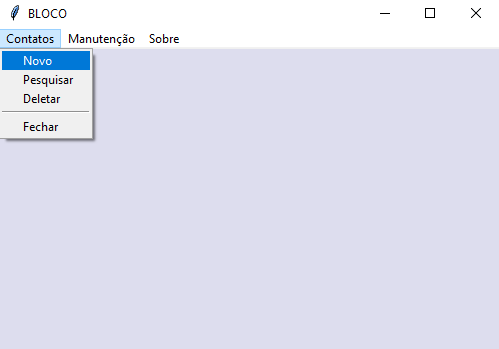 BLOCO
Contatos Manutenção Sobre
Novo
Pesquisar
Deletar
Fechar